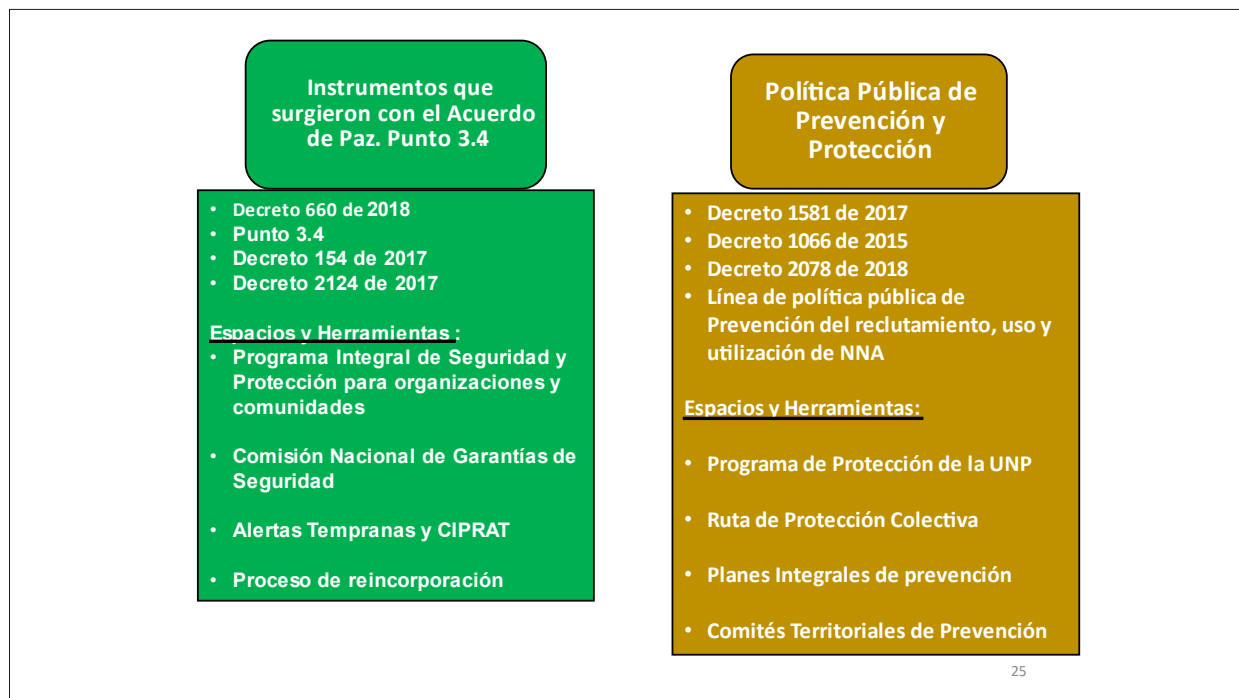 Instrumentos que
surgieron con el Acuerdo
de Paz. Punto 3.4
• Decreto 660 de 2018
• Punto 3.4
• Decreto 154 de 2017
• Decreto 2124 de 2017
Espacios y Herramientas :
• Programa Integral de Seguridad y
Protección para organizaciones y
comunidades
• Comisión Nacional de Garantías de
Seguridad
• Alertas Tempranas y CIPRAT
• Proceso de reincorporación
Política Pública de
Prevención y
Protección
• Decreto 1581 de 2017
• Decreto 1066 de 2015
• Decreto 2078 de 2018
• Línea de política pública de
Prevención del reclutamiento, uso y
utilización de NNA
Espacios y Herramientas:
• Programa de Protección de la UNP
• Ruta de Protección Colectiva
• Planes Integrales de prevención
• Comités Territoriales de Prevención
25